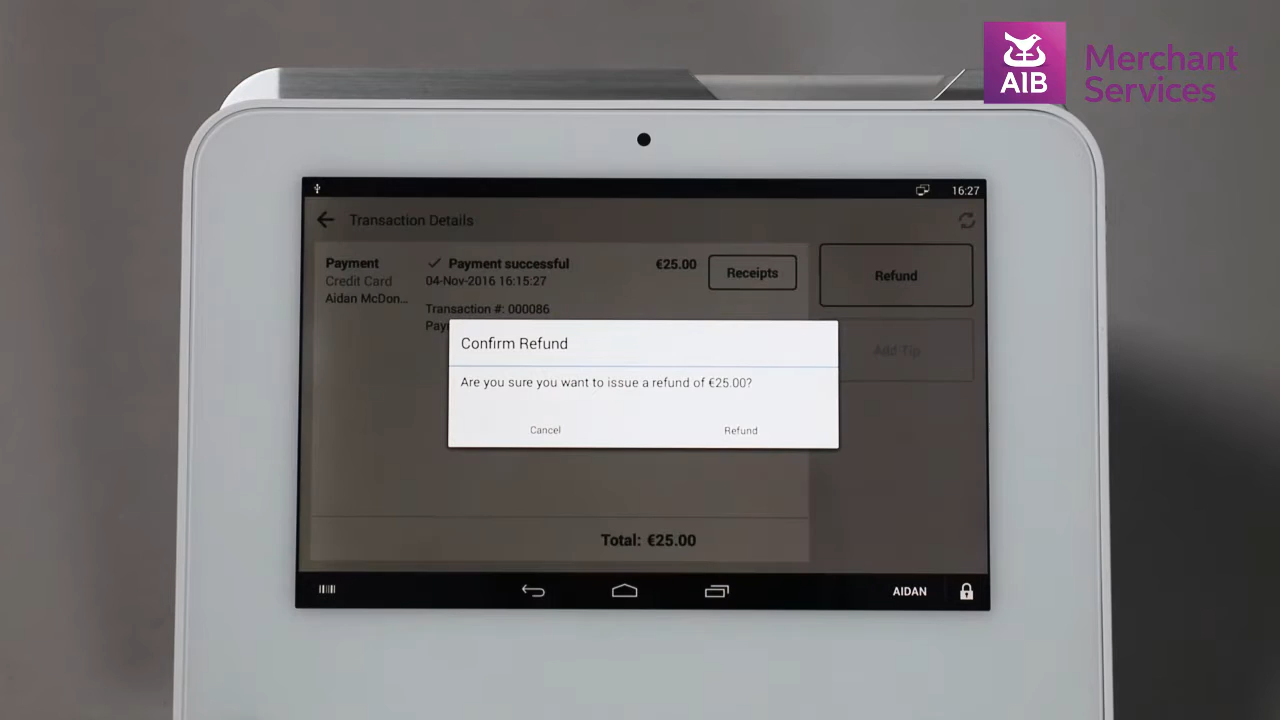 AIB
Merchant
Services
16:27
Transaction Details
Payment
Credit Card
Aidan McDon...
Payment successful
04-Nov-2016 16:15:27
Transaction #: 000086
€25.00
Receipts
Refund
Add Tip
Confirm Refund
Are you sure you want to issue a refund of €25.00?
Cancel
Refund
Total: €25.00
AIDAN